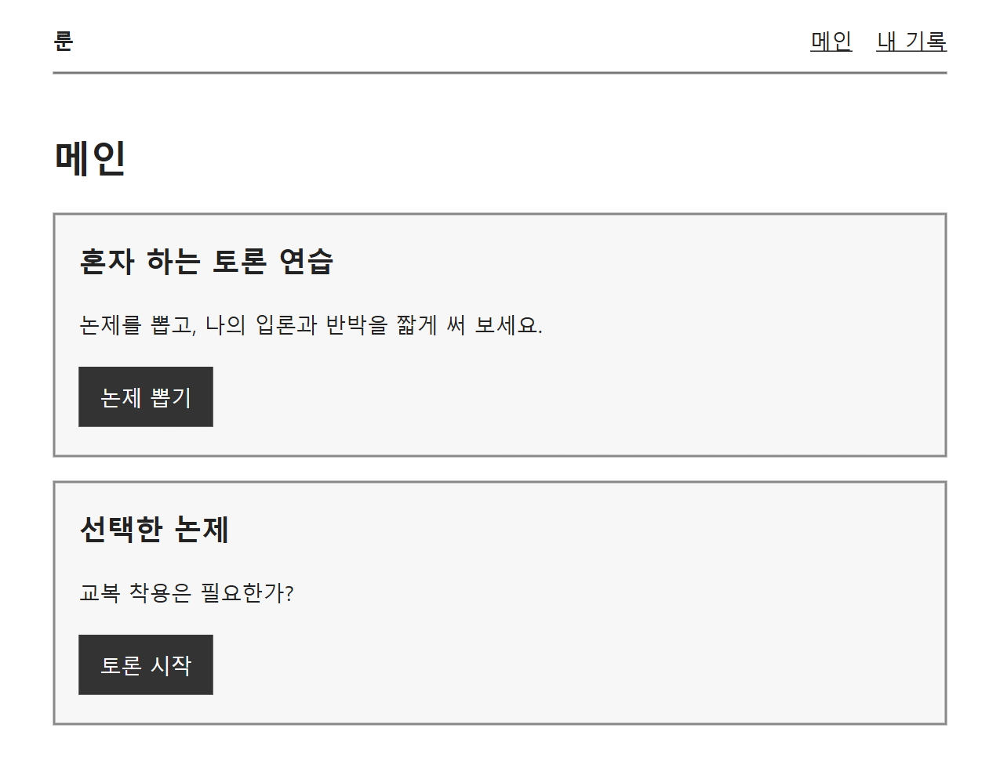 룬
메인 내 기록
메인
혼자 하는 토론 연습
논제를 뽑고, 나의 입론과 반박을 짧게 써 보세요.
논제 뽑기
선택한 논제
교복 착용은 필요한가?
토론 시작